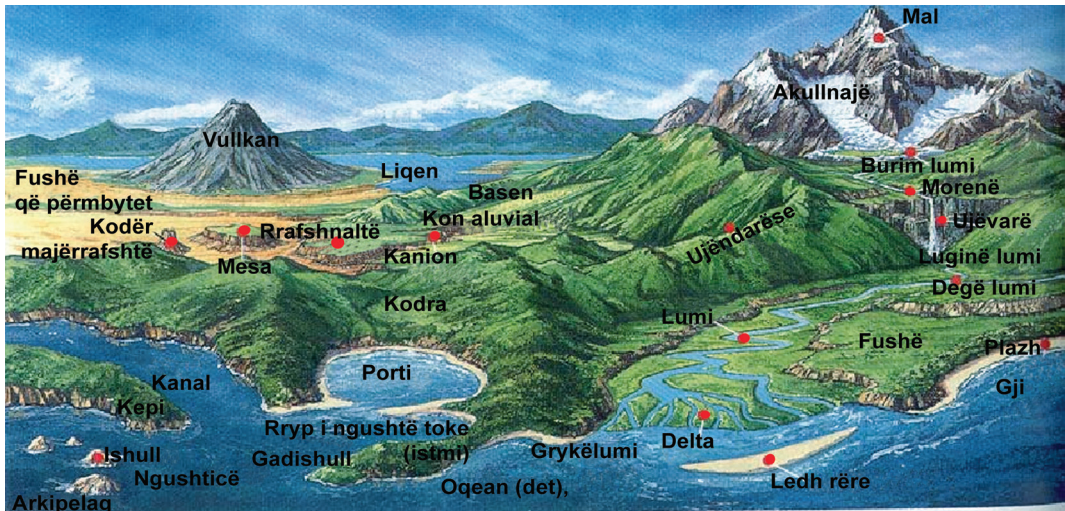 Mal
Akullnajë
Vullkan
Liqen
Burim lumi
Fushë
që përmbytet
Basen
Morenë
Kon aluvial
Kodër
majërrafshtë
Rrafshnaltë
Ujëndarëse
Ujëvarë
Mesa
Kanion
Luginë lumi
Degë lumi
Kodra
Lumi
Fushë
Plazh
Kanal
Porti
Gji
Kepi
Rryp i ngushtë toke
(istmi)
Ishull
Gadishull
Grykëlumi
Delta
Ngushticë
Oqean (det),
Ledh rëre
Arkipelag